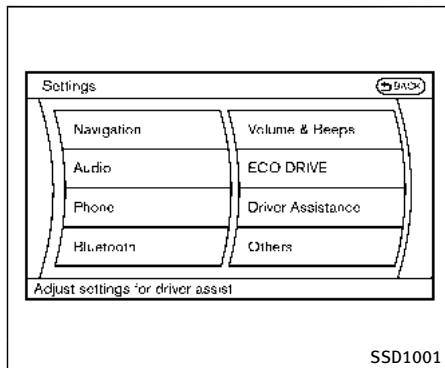 Settings
BACK
Navigation
Volume & Beeps
Audio
ECO DRIVE
Phone
Driver Assistance
Bluetooth
Others
Adjust settings for driver assist
SSD1001